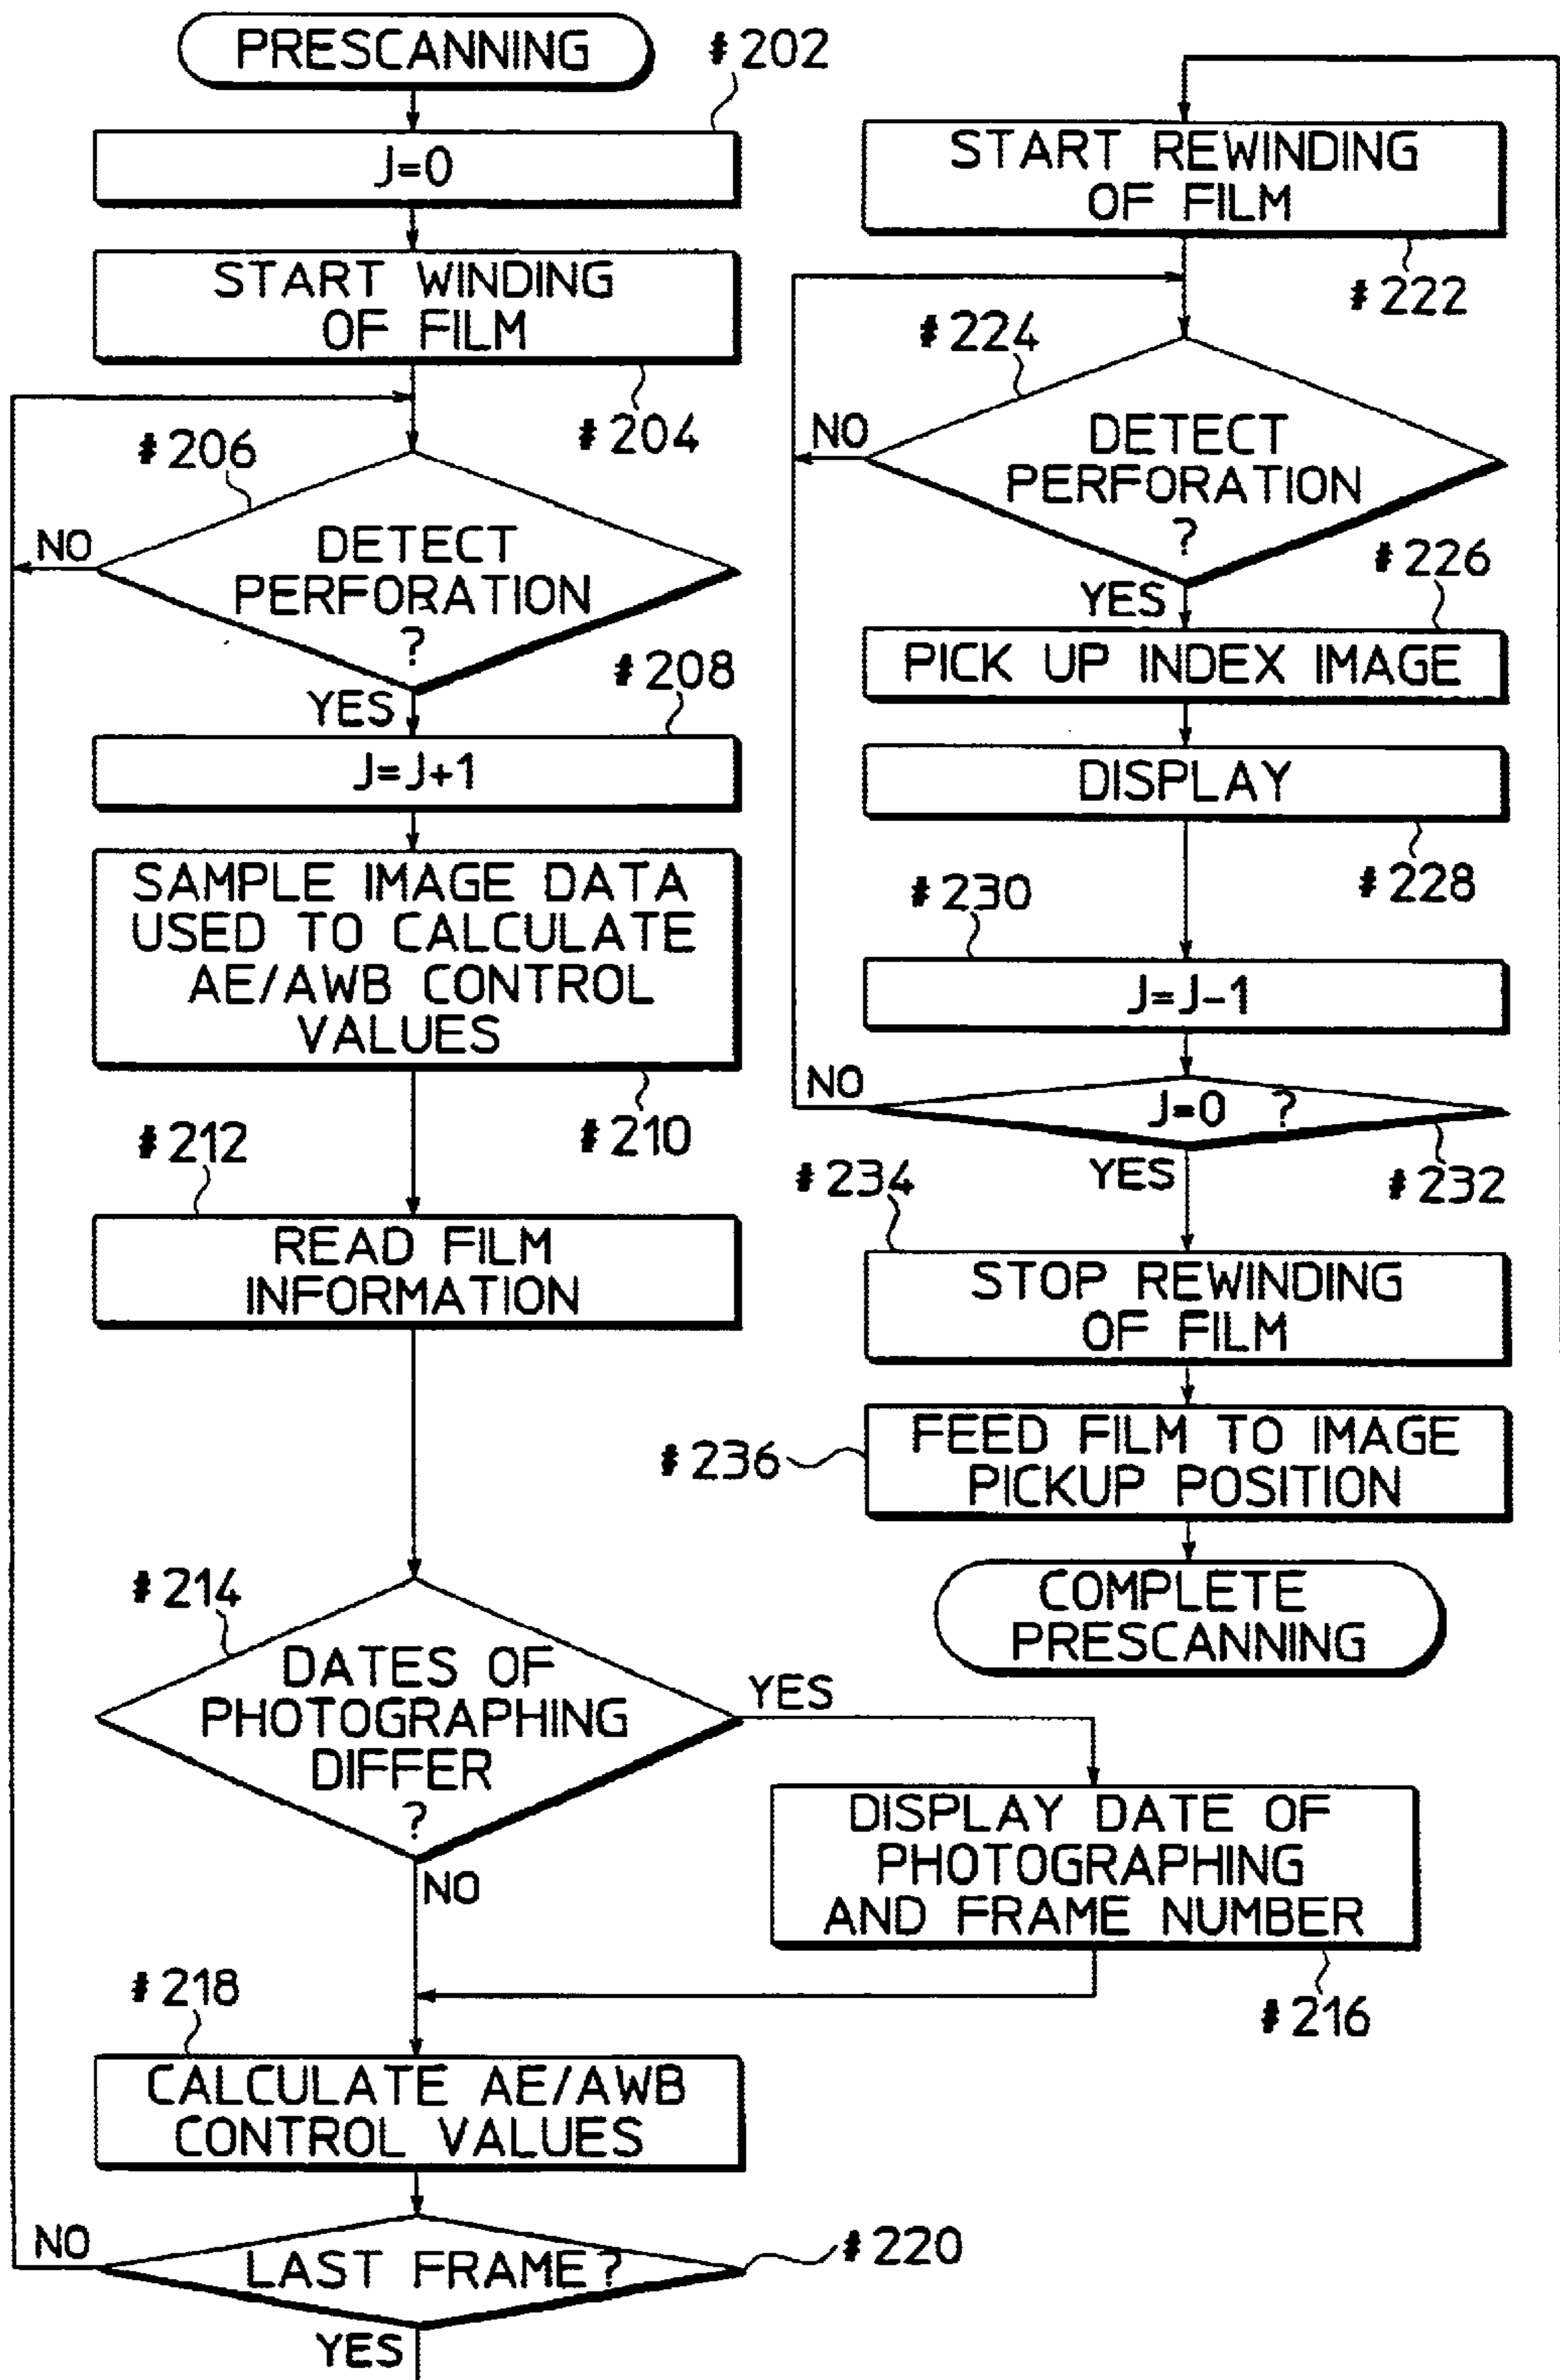 PRESCANNING
#202
J=0
START WINDING
OF FILM
#204
#206
NO
DETECT
PERFORATION
?
YES
#208
J=J+1
SAMPLE IMAGE DATA
USED TO CALCULATE
AE/AWB CONTROL
VALUES
#210
#212
READ FILM
INFORMATION
#214
DATES OF
PHOTOGRAPHING
DIFFER
?
YES
NO
DISPLAY DATE OF
PHOTOGRAPHING
AND FRAME NUMBER
#216
#218
CALCULATE AE/AWB
CONTROL VALUES
NO
LAST FRAME?
#220
YES
START REWINDING
OF FILM
#222
#224
NO
DETECT
PERFORATION
?
YES
#226
PICK UP INDEX IMAGE
DISPLAY
#228
#230
J=J-1
NO
J=0 ?
#232
YES
#234
STOP REWINDING
OF FILM
#236
FEED FILM TO IMAGE
PICKUP POSITION
COMPLETE
PRESCANNING